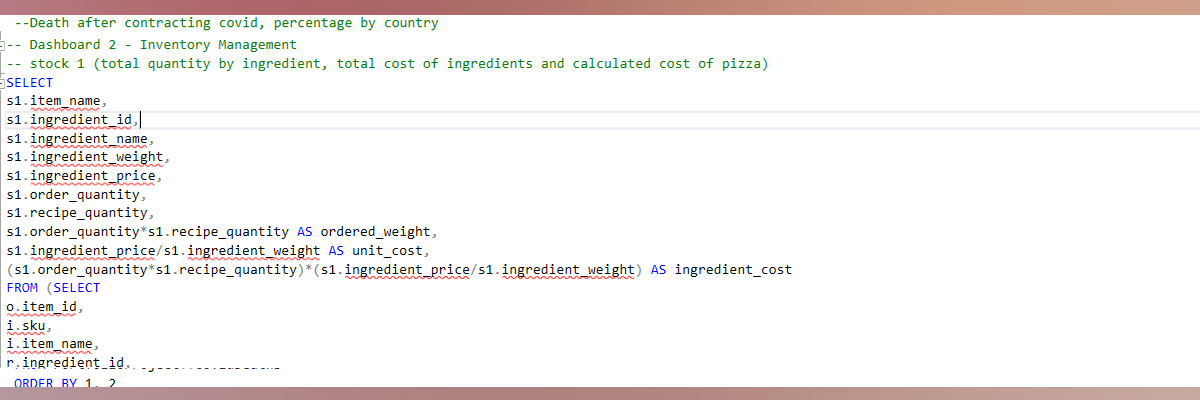 --Death after contracting covid, percentage by country
-- Dashboard 2 - Inventory Management
-- stock 1 (total quantity by ingredient, total cost of ingredients and calculated cost of pizza)
SELECT
s1.item_name,
s1.ingredient_id,
s1.ingredient_name,
s1.ingredient_weight,
s1.ingredient_price,
s1.order_quantity,
s1.recipe_quantity,
s1.order_quantity*s1.recipe_quantity AS ordered_weight,
s1.ingredient_price/s1.ingredient_weight AS unit_cost,
(s1.order_quantity*s1.recipe_quantity)*(s1.ingredient_price/s1.ingredient_weight) AS ingredient_cost
FROM (SELECT
o.item_id,
i.sku,
i.item_name,
r.ingredient_id,
ORDER BY 1, 2